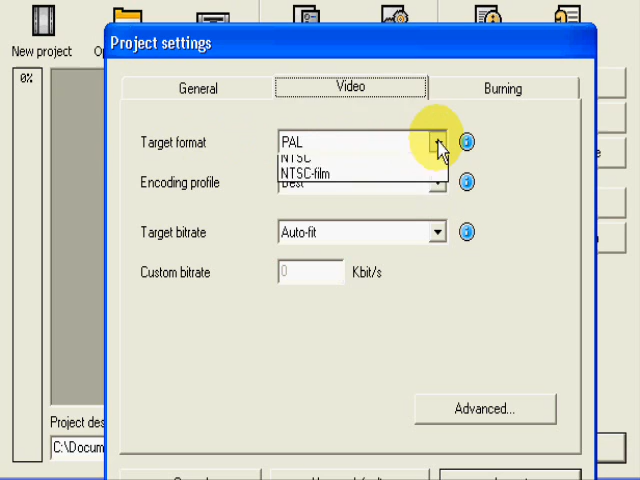 Project settings
New project
0%
General
Video
Burning
Target format
PAL
NTSC
NTSC-film
Encoding profile
Best
Target bitrate
Auto-fit
Custom bitrate
0
Kbit/s
Advanced...
Project des
C:\Docum